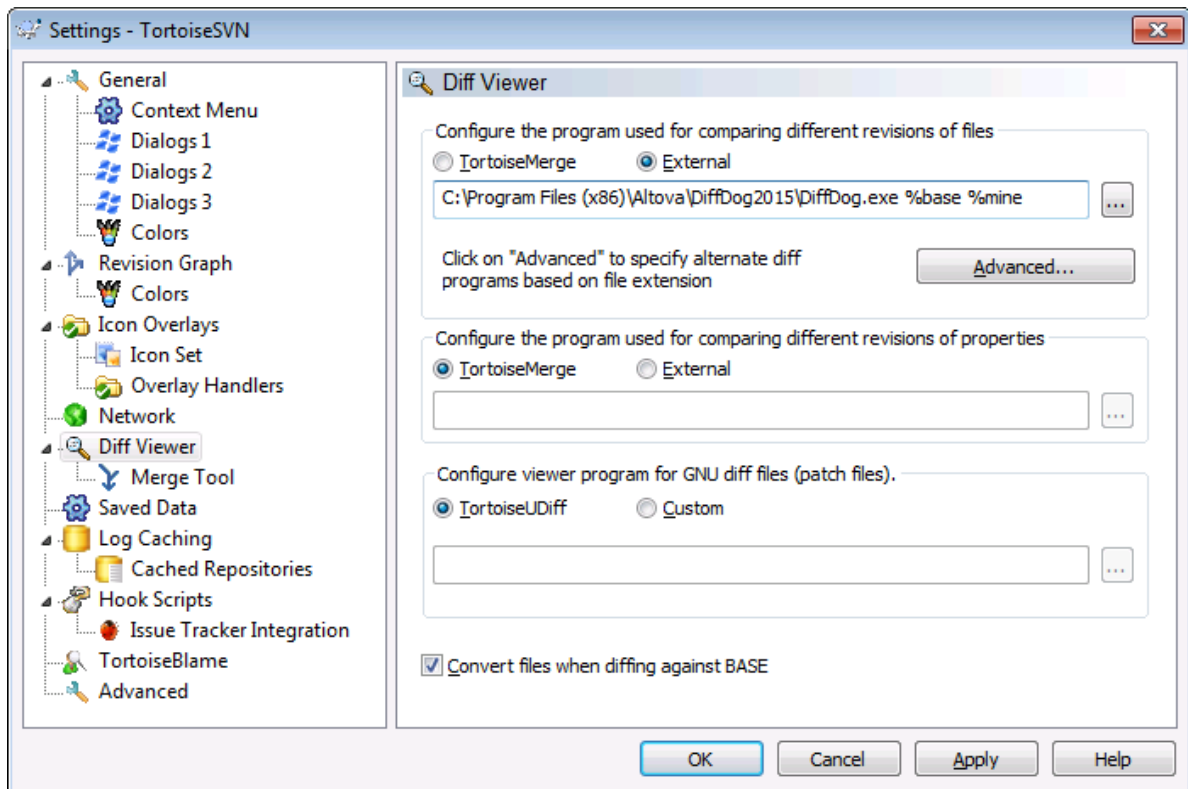 Settings - TortoiseSVN
General
Context Menu
Dialogs 1
Dialogs 2
Dialogs 3
Colors
Revision Graph
Colors
Icon Overlays
Icon Set
Overlay Handlers
Network
Diff Viewer
Merge Tool
Saved Data
Log Caching
Cached Repositories
Hook Scripts
Issue Tracker Integration
TortoiseBlame
Advanced
Diff Viewer
Configure the program used for comparing different revisions of files
TortoiseMerge External
C:\Program Files (x86)\Altova\DiffDog2015\DiffDog.exe %base %mine ...
Click on "Advanced" to specify alternate diff
programs based on file extension
Advanced...
Configure the program used for comparing different revisions of properties
TortoiseMerge External
...
Configure viewer program for GNU diff files (patch files).
TortoiseUDiff Custom
...
Convert files when diffing against BASE
OK Cancel Apply Help